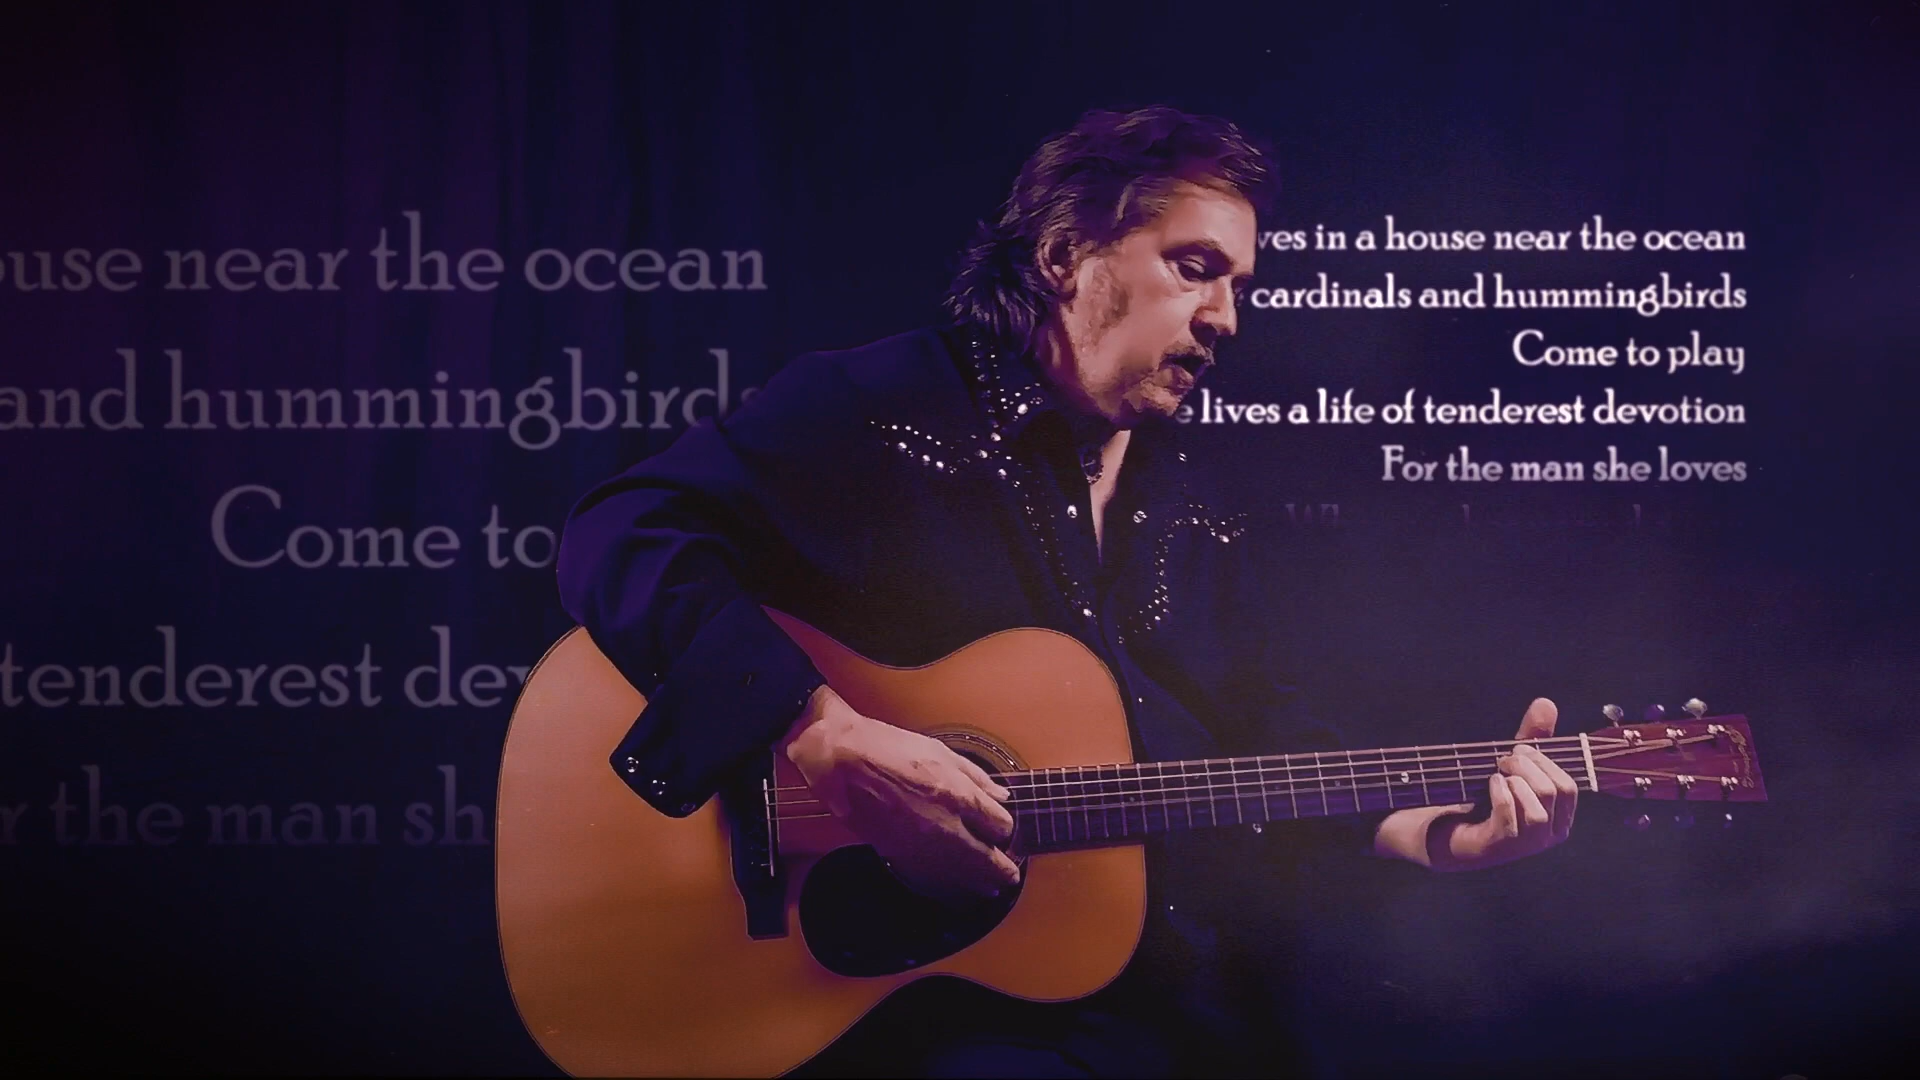 ouse near the ocean
and hummingbirds
Come to
tenderest dev
r the man sh
ves in a house near the ocean
cardinals and hummingbirds
Come to play
e lives a life of tenderest devotion
For the man she loves